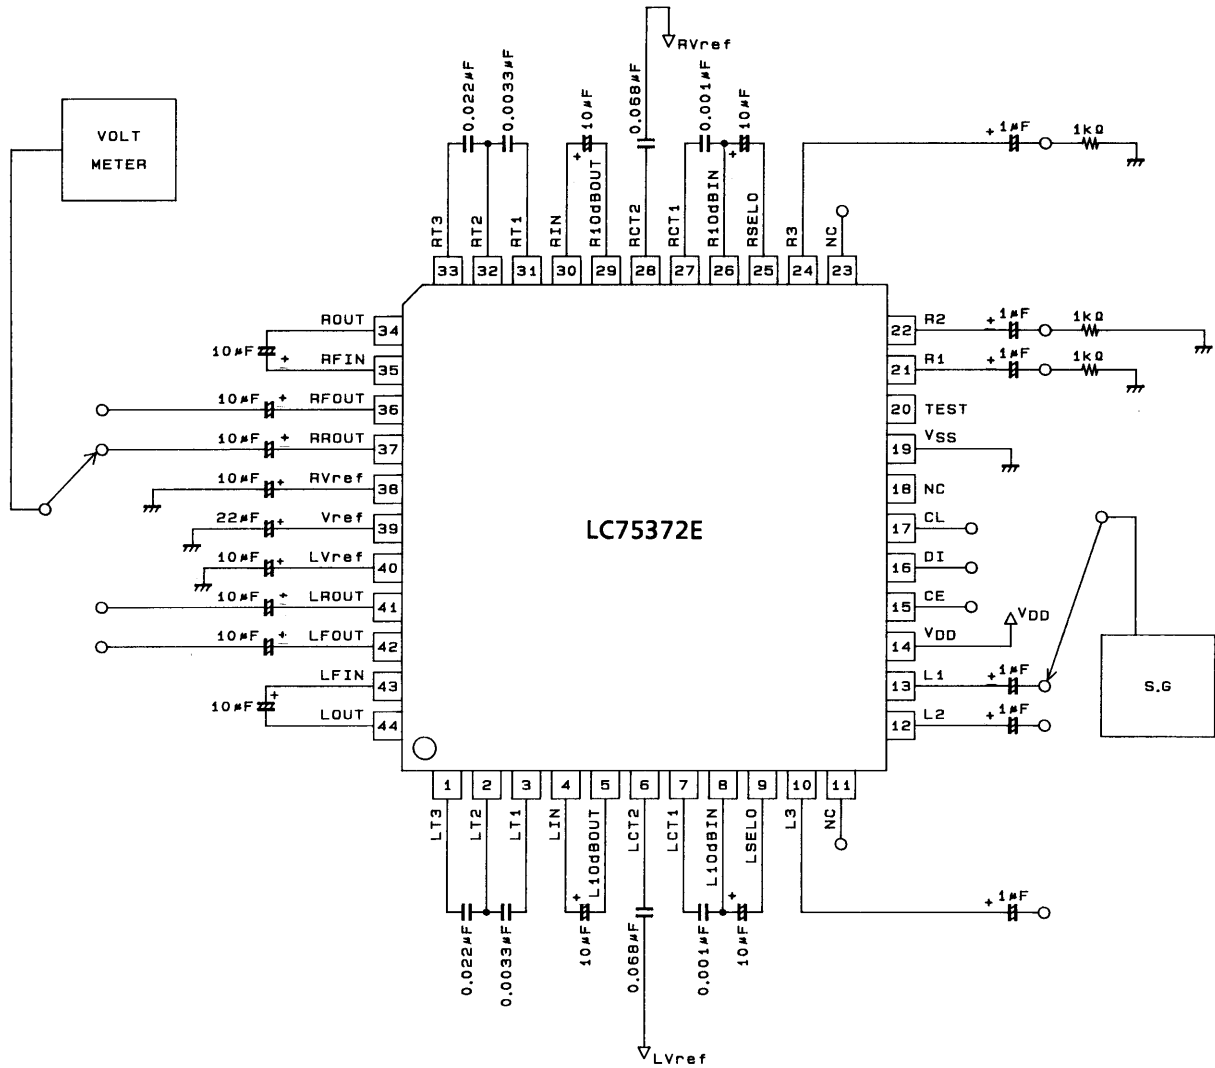 RVref
0.022µF
0.0033µF
10µF
0.068µF
0.001µF
10µF
+ 1µF
1kΩ
VOLT
METER
+
+
RT3
RT2
RT1
RIN
R10dBOUT
RCT2
RCT1
R10dBIN
RSELO
R3
NC
33
32
31
30
29
28
27
26
25
24
23
ROUT
34
22
R2
+ 1µF
1kΩ
10µF
+
RFIN
35
21
R1
+ 1µF
1kΩ
10µF
+
RFOUT
36
20
TEST
10µF
+
RROUT
37
19
VSS
10µF
+
RVref
38
18
NC
22µF
+
Vref
39
LC75372E
17
CL
10µF
+
LVref
40
16
DI
10µF
+
LROUT
41
15
CE
10µF
+
LFOUT
42
14
VDD
VDD
LFIN
43
13
L1
+ 1µF
S.G
10µF
+
LOUT
44
12
L2
+ 1µF
1
2
3
4
5
6
7
8
9
10
11
LT3
LT2
LT1
LIN
L10dBOUT
LCT2
LCT1
L10dBIN
LSELO
L3
NC
+
+
+ 1µF
0.022µF
0.0033µF
10µF
0.068µF
0.001µF
10µF
LVref